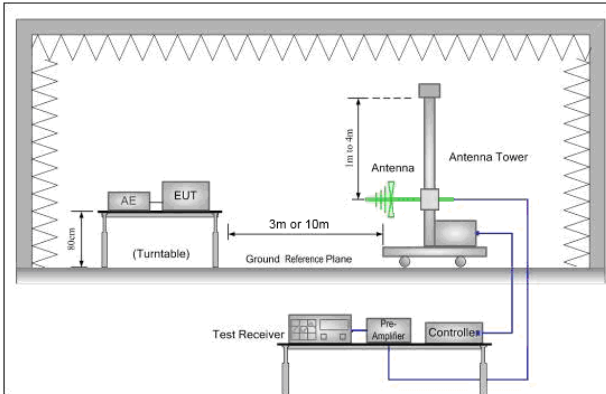 1m to 4m
Antenna
Antenna Tower
AE
EUT
80cm
(Turntable)
3m or 10m
Ground Reference Plane
Test Receiver
Pre-
Amplifier
Controller